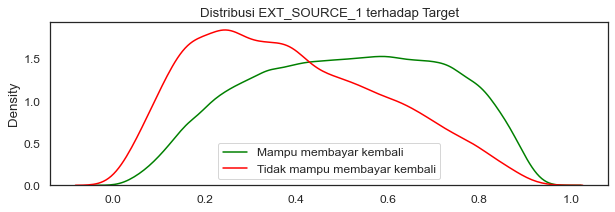 Distribusi EXT_SOURCE_1 terhadap Target
Density
1.5
1.0
0.5
0.0
Mampu membayar kembali
Tidak mampu membayar kembali
0.0 0.2 0.4 0.6 0.8 1.0